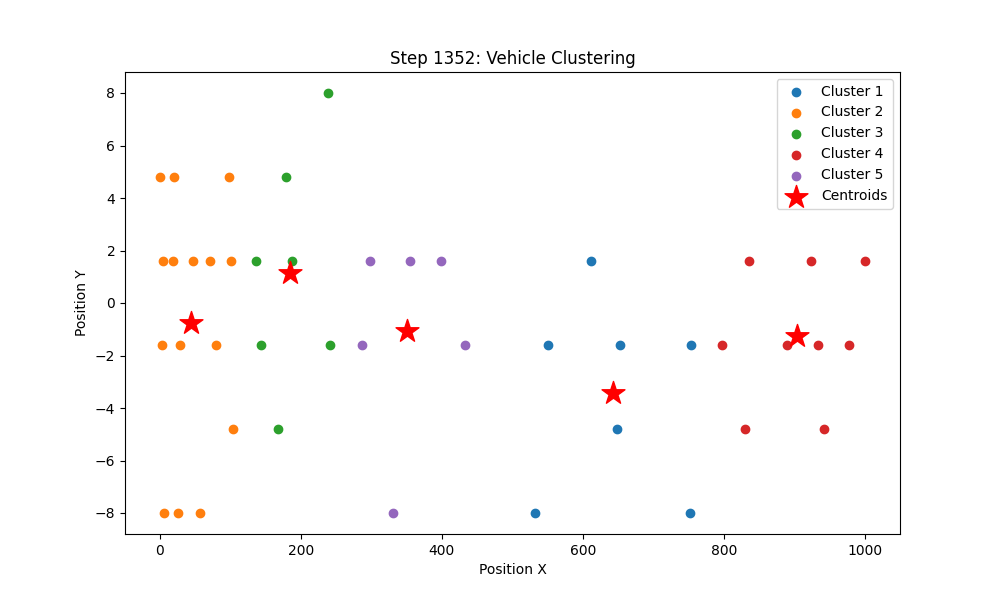 Step 1352: Vehicle Clustering
Position Y
8
6
4
2
0
−2
−4
−6
−8
0
200
400
600
800
1000
Position X
Cluster 1
Cluster 2
Cluster 3
Cluster 4
Cluster 5
Centroids